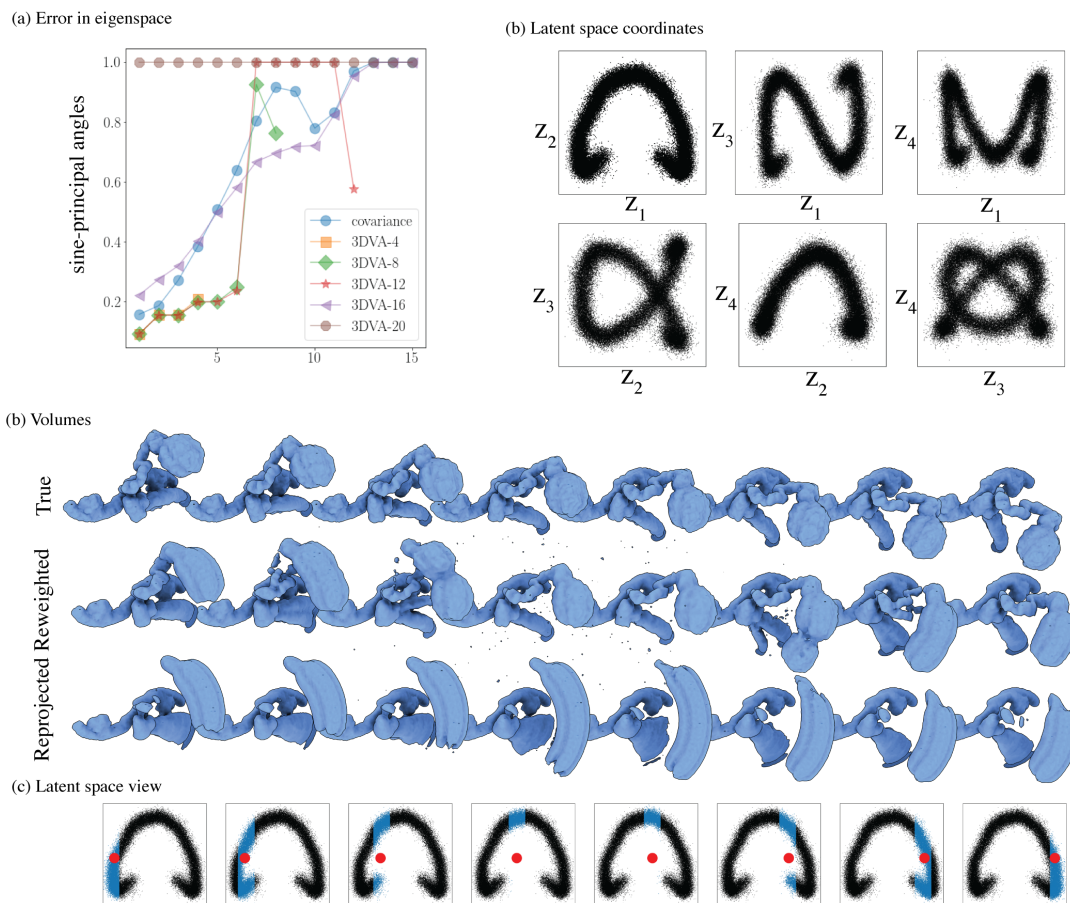 (a) Error in eigenspace
sine-principal angles
1.0
0.8
0.6
0.4
0.2
5
10
15
covariance
3DVA-4
3DVA-8
3DVA-12
3DVA-16
3DVA-20
(b) Latent space coordinates
Z2
Z1
Z3
Z1
Z4
Z1
Z3
Z2
Z4
Z2
Z4
Z3
(b) Volumes
True
Reweighted
Reprojected
(c) Latent space view